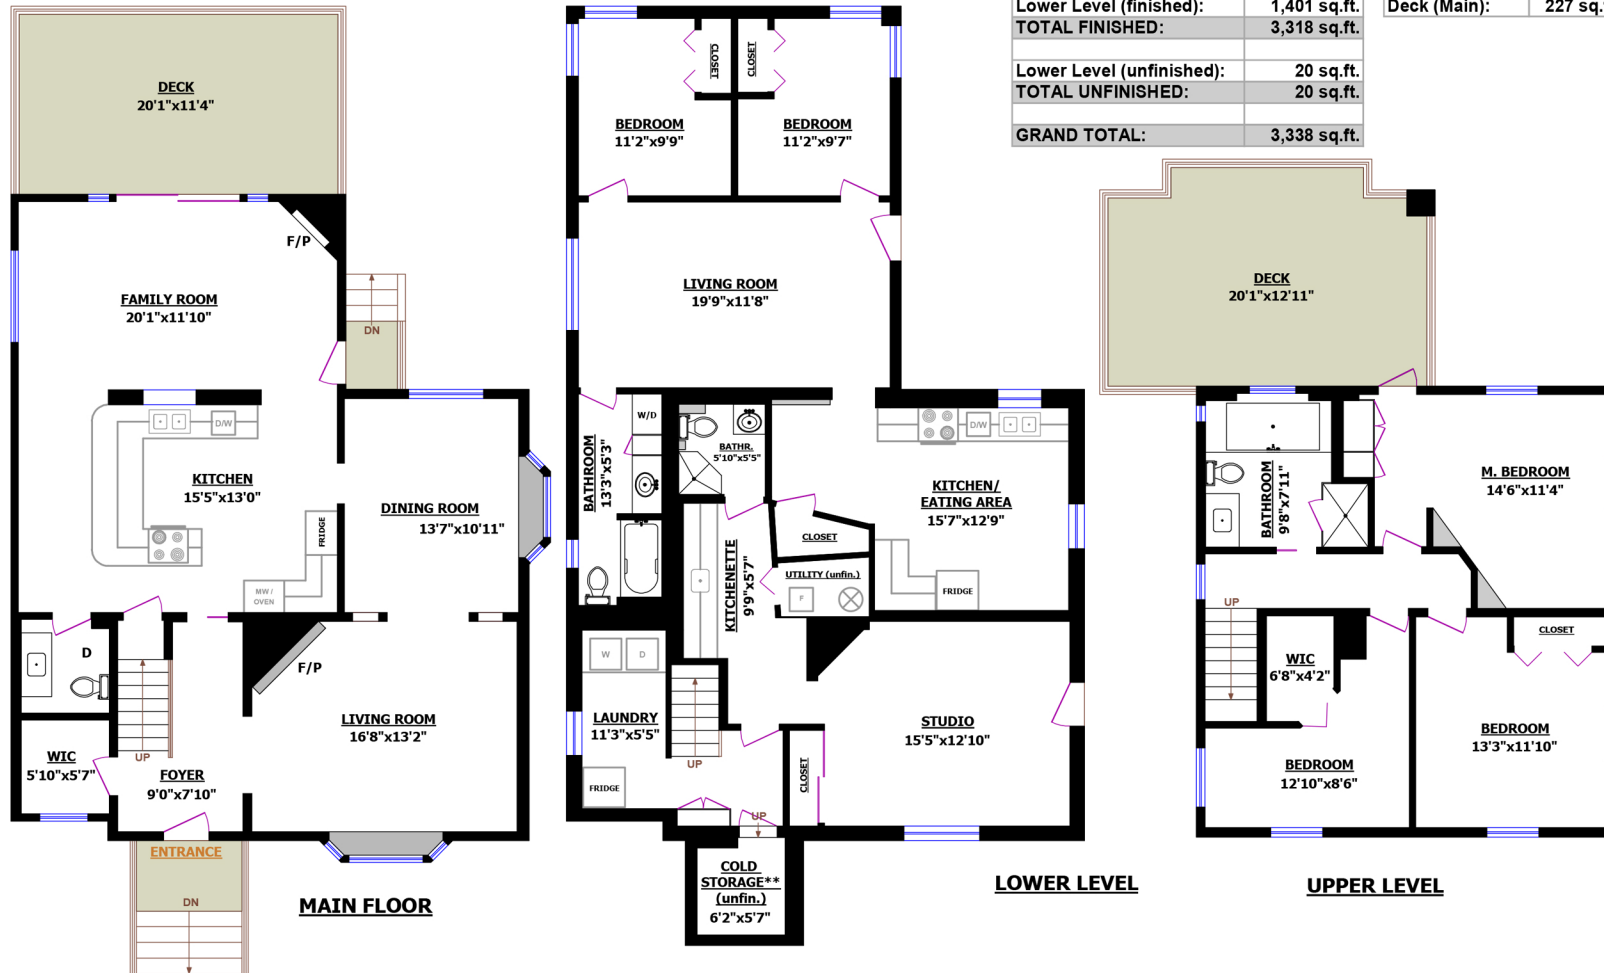 Lower Level (finished): 1,401 sq.ft.
TOTAL FINISHED: 3,318 sq.ft.
Lower Level (unfinished): 20 sq.ft.
TOTAL UNFINISHED: 20 sq.ft.
GRAND TOTAL: 3,338 sq.ft.
Deck (Main): 227
DECK
20'1"x11'4"
F/P
FAMILY ROOM
20'1"x11'10"
DN
D/W
KITCHEN
15'5"x13'0"
FRIDGE
MW /
OVEN
DINING ROOM
13'7"x10'11"
D
F/P
LIVING ROOM
16'8"x13'2"
WIC
5'10"x5'7"
UP
FOYER
9'0"x7'10"
ENTRANCE
DN
MAIN FLOOR
CLOSET
CLOSET
BEDROOM
11'2"x9'9"
BEDROOM
11'2"x9'7"
LIVING ROOM
19'9"x11'8"
W/D
BATHROOM
13'3"x5'3"
BATHR.
5'10"x5'5"
D/W
KITCHEN/
EATING AREA
15'7"x12'9"
CLOSET
UTILITY (unfin.)
F
FRIDGE
KITCHENETTE
9'9"x5'7"
W
D
LAUNDRY
11'3"x5'5"
FRIDGE
UP
STUDIO
15'5"x12'10"
CLOSET
UP
COLD
STORAGE**
(unfin.)
6'2"x5'7"
LOWER LEVEL
DECK
20'1"x12'11"
BATHROOM
9'8"x7'11"
M. BEDROOM
14'6"x11'4"
UP
WIC
6'8"x4'2"
CLOSET
BEDROOM
12'10"x8'6"
BEDROOM
13'3"x11'10"
UPPER LEVEL